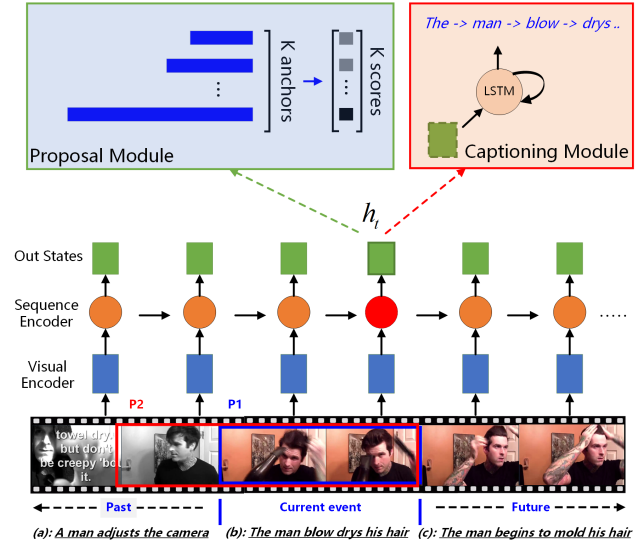 The -> man -> blow -> drys ..
K anchors
K scores
...
...
LSTM
Proposal Module
Captioning Module
h_t
Out States
Sequence
Encoder
.....
Visual
Encoder
P2
P1
towel dry.
but don't
be creepy 'bou
it.
Past
Current event
Future
(a): A man adjusts the camera
(b): The man blow drys his hair
(c): The man begins to mold his hair